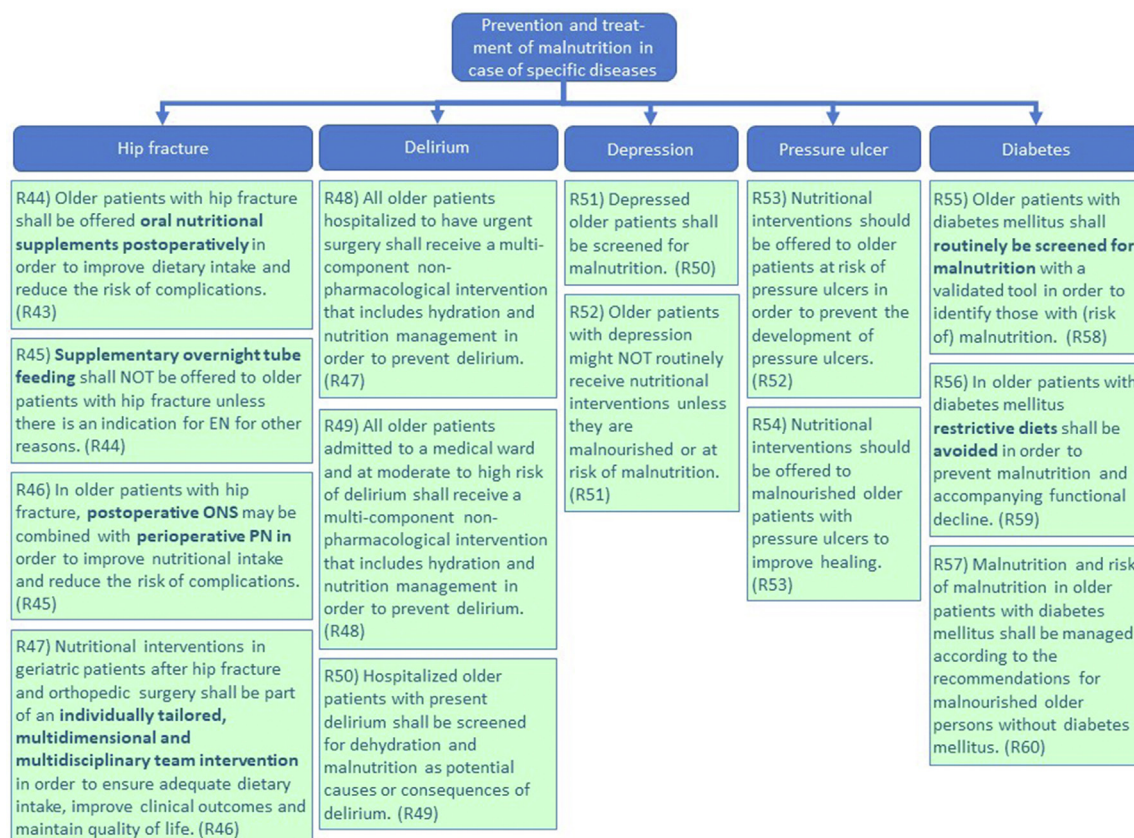 Prevention and treat-
ment of malnutrition in
case of specific diseases
Hip fracture
R44) Older patients with hip fracture
shall be offered oral nutritional
supplements postoperatively in
order to improve dietary intake and
reduce the risk of complications.
(R43)
R45) Supplementary overnight tube
feeding shall NOT be offered to older
patients with hip fracture unless
there is an indication for EN for other
reasons. (R44)
R46) In older patients with hip
fracture, postoperative ONS may be
combined with perioperative PN in
order to improve nutritional intake
and reduce the risk of complications.
(R45)
R47) Nutritional interventions in
geriatric patients after hip fracture
and orthopedic surgery shall be part
of an individually tailored,
multidimensional and
multidisciplinary team intervention
in order to ensure adequate dietary
intake, improve clinical outcomes and
maintain quality of life. (R46)
Delirium
R48) All older patients
hospitalized to have urgent
surgery shall receive a multi-
component non-
pharmacological intervention
that includes hydration and
nutrition management in
order to prevent delirium.
(R47)
R49) All older patients
admitted to a medical ward
and at moderate to high risk
of delirium shall receive a
multi-component non-
pharmacological intervention
that includes hydration and
nutrition management in
order to prevent delirium.
(R48)
R50) Hospitalized older
patients with present
delirium shall be screened
for dehydration and
malnutrition as potential
causes or consequences of
delirium. (R49)
Depression
R51) Depressed
older patients shall
be screened for
malnutrition. (R50)
R52) Older patients
with depression
might NOT routinely
receive nutritional
interventions unless
they are
malnourished or at
risk of malnutrition.
(R51)
Pressure ulcer
R53) Nutritional
interventions should
be offered to older
patients at risk of
pressure ulcers in
order to prevent the
development of
pressure ulcers.
(R52)
R54) Nutritional
interventions should
be offered to
malnourished older
patients with
pressure ulcers to
improve healing.
(R53)
Diabetes
R55) Older patients with
diabetes mellitus shall
routinely be screened for
malnutrition with a
validated tool in order to
identify those with (risk
of) malnutrition. (R58)
R56) In older patients with
diabetes mellitus
restrictive diets shall be
avoided in order to
prevent malnutrition and
accompanying functional
decline. (R59)
R57) Malnutrition and risk
of malnutrition in older
patients with diabetes
mellitus shall be managed
according to the
recommendations for
malnourished older
persons without diabetes
mellitus. (R60)